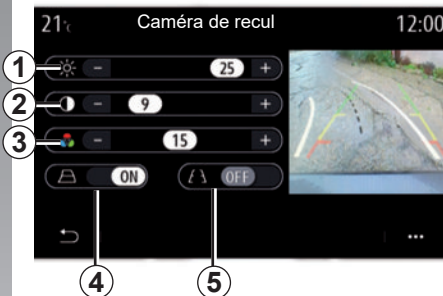 21°c
Caméra de recul
12:00
1
- 25 +
2
- 9 +
3
- 15 +
ON
OFF
4
5